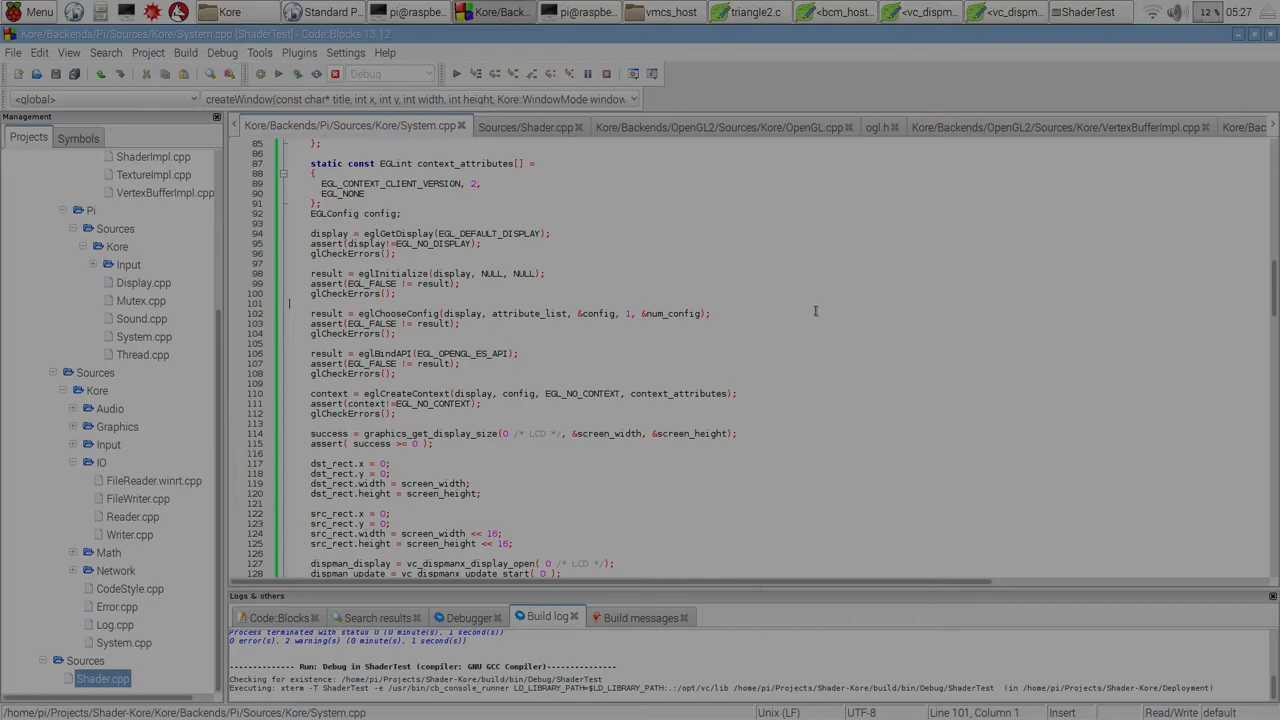 Menu
Kore
Standard P
pi@raspbe
Kore/Back...
pi@raspbe...
vmcs_host
triangle2.c
<bcm_host
<vc_dispm...
<vc_dispm...
ShaderTest
12 %
05:27
Kore/Backends/Pi/Sources/Kore/System.cpp [ShaderTest] - Code::Blocks 13.12
File Edit View Search Project Build Debug Tools Plugins Settings Help
Debug
<global>
createWindow(const char* title, int x, int y, int width, int height, Kore::WindowMode window
Management
Projects
Symbols
ShaderImpl.cpp
TextureImpl.cpp
VertexBufferImpl.cpp
Pi
Sources
Kore
Input
Display.cpp
Mutex.cpp
Sound.cpp
System.cpp
Thread.cpp
Sources
Kore
Audio
Graphics
Input
IO
FileReader.winrt.cpp
FileWriter.cpp
Reader.cpp
Writer.cpp
Math
Network
CodeStyle.cpp
Error.cpp
Log.cpp
System.cpp
Sources
Shader.cpp
Kore/Backends/Pi/Sources/Kore/System.cpp
Sources/Shader.cpp
Kore/Backends/OpenGL2/Sources/Kore/OpenGL.cpp
ogl.h
Kore/Backends/OpenGL2/Sources/Kore/VertexBufferImpl.cpp
Kore/Bac
85 };
86
87 static const EGLint context_attributes[] =
88 {
89 EGL_CONTEXT_CLIENT_VERSION, 2,
90 EGL_NONE
91 };
92 EGLConfig config;
93
94 display = eglGetDisplay(EGL_DEFAULT_DISPLAY);
95 assert(display!=EGL_NO_DISPLAY);
96 glCheckErrors();
97
98 result = eglInitialize(display, NULL, NULL);
99 assert(EGL_FALSE != result);
100 glCheckErrors();
101
102 result = eglChooseConfig(display, attribute_list, &config, 1, &num_config);
103 assert(EGL_FALSE != result);
104 glCheckErrors();
105
106 result = eglBindAPI(EGL_OPENGL_ES_API);
107 assert(EGL_FALSE != result);
108 glCheckErrors();
109
110 context = eglCreateContext(display, config, EGL_NO_CONTEXT, context_attributes);
111 assert(context!=EGL_NO_CONTEXT);
112 glCheckErrors();
113
114 success = graphics_get_display_size(0 /* LCD */, &screen_width, &screen_height);
115 assert( success >= 0 );
116
117 dst_rect.x = 0;
118 dst_rect.y = 0;
119 dst_rect.width = screen_width;
120 dst_rect.height = screen_height;
121
122 src_rect.x = 0;
123 src_rect.y = 0;
124 src_rect.width = screen_width << 16;
125 src_rect.height = screen_height << 16;
126
127 dispman_display = vc_dispmanx_display_open( 0 /* LCD */);
128 dispman_update = vc_dispmanx_update_start( 0 );
Logs & others
Code::Blocks
Search results
Debugger
Build log
Build messages
Process terminated with status 0 (0 minute(s), 1 second(s))
0 error(s), 2 warning(s) (0 minute(s), 1 second(s))
-------------- Run: Debug in ShaderTest (compiler: GNU GCC Compiler)---------------
Checking for existence: /home/pi/Projects/Shader-Kore/build/bin/Debug/ShaderTest
Executing: xterm -T ShaderTest -e /usr/bin/cb_console_runner LD_LIBRARY_PATH=$LD_LIBRARY_PATH:.:/opt/vc/lib /home/pi/Projects/Shader-Kore/build/bin/Debug/ShaderTest (in /home/pi/Projects/Shader-Kore/Deployment)
/home/pi/Projects/Shader-Kore/Kore/Backends/Pi/Sources/Kore/System.cpp
Unix (LF)
UTF-8
Line 101, Column 1
Insert
Read/Write
default